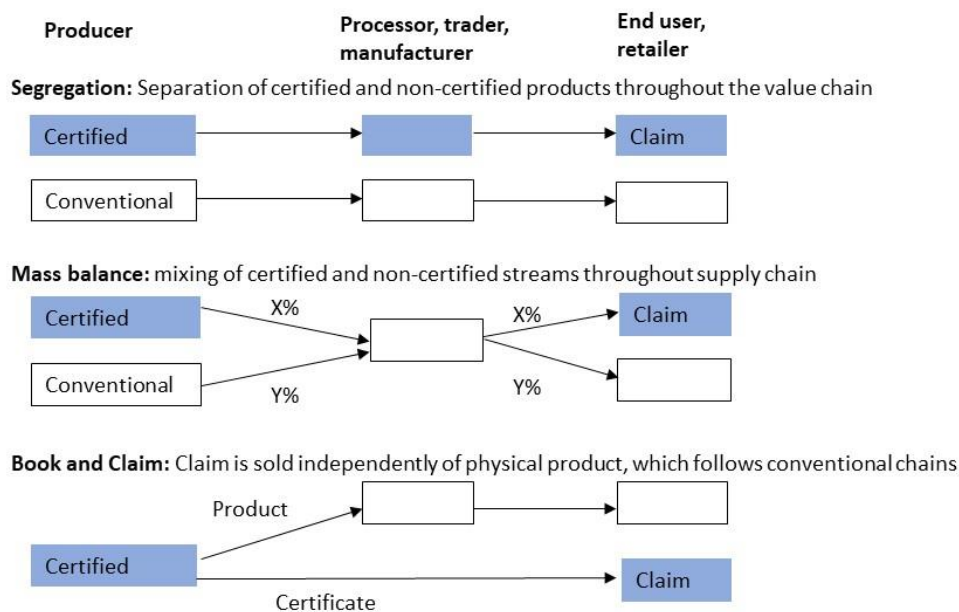 Producer
Processor, trader,
manufacturer
End user,
retailer
Segregation: Separation of certified and non-certified products throughout the value chain
Certified
Claim
Conventional
Mass balance: mixing of certified and non-certified streams throughout supply chain
Certified
X%
X%
Claim
Conventional
Y%
Y%
Book and Claim: Claim is sold independently of physical product, which follows conventional chains
Product
Certified
Claim
Certificate